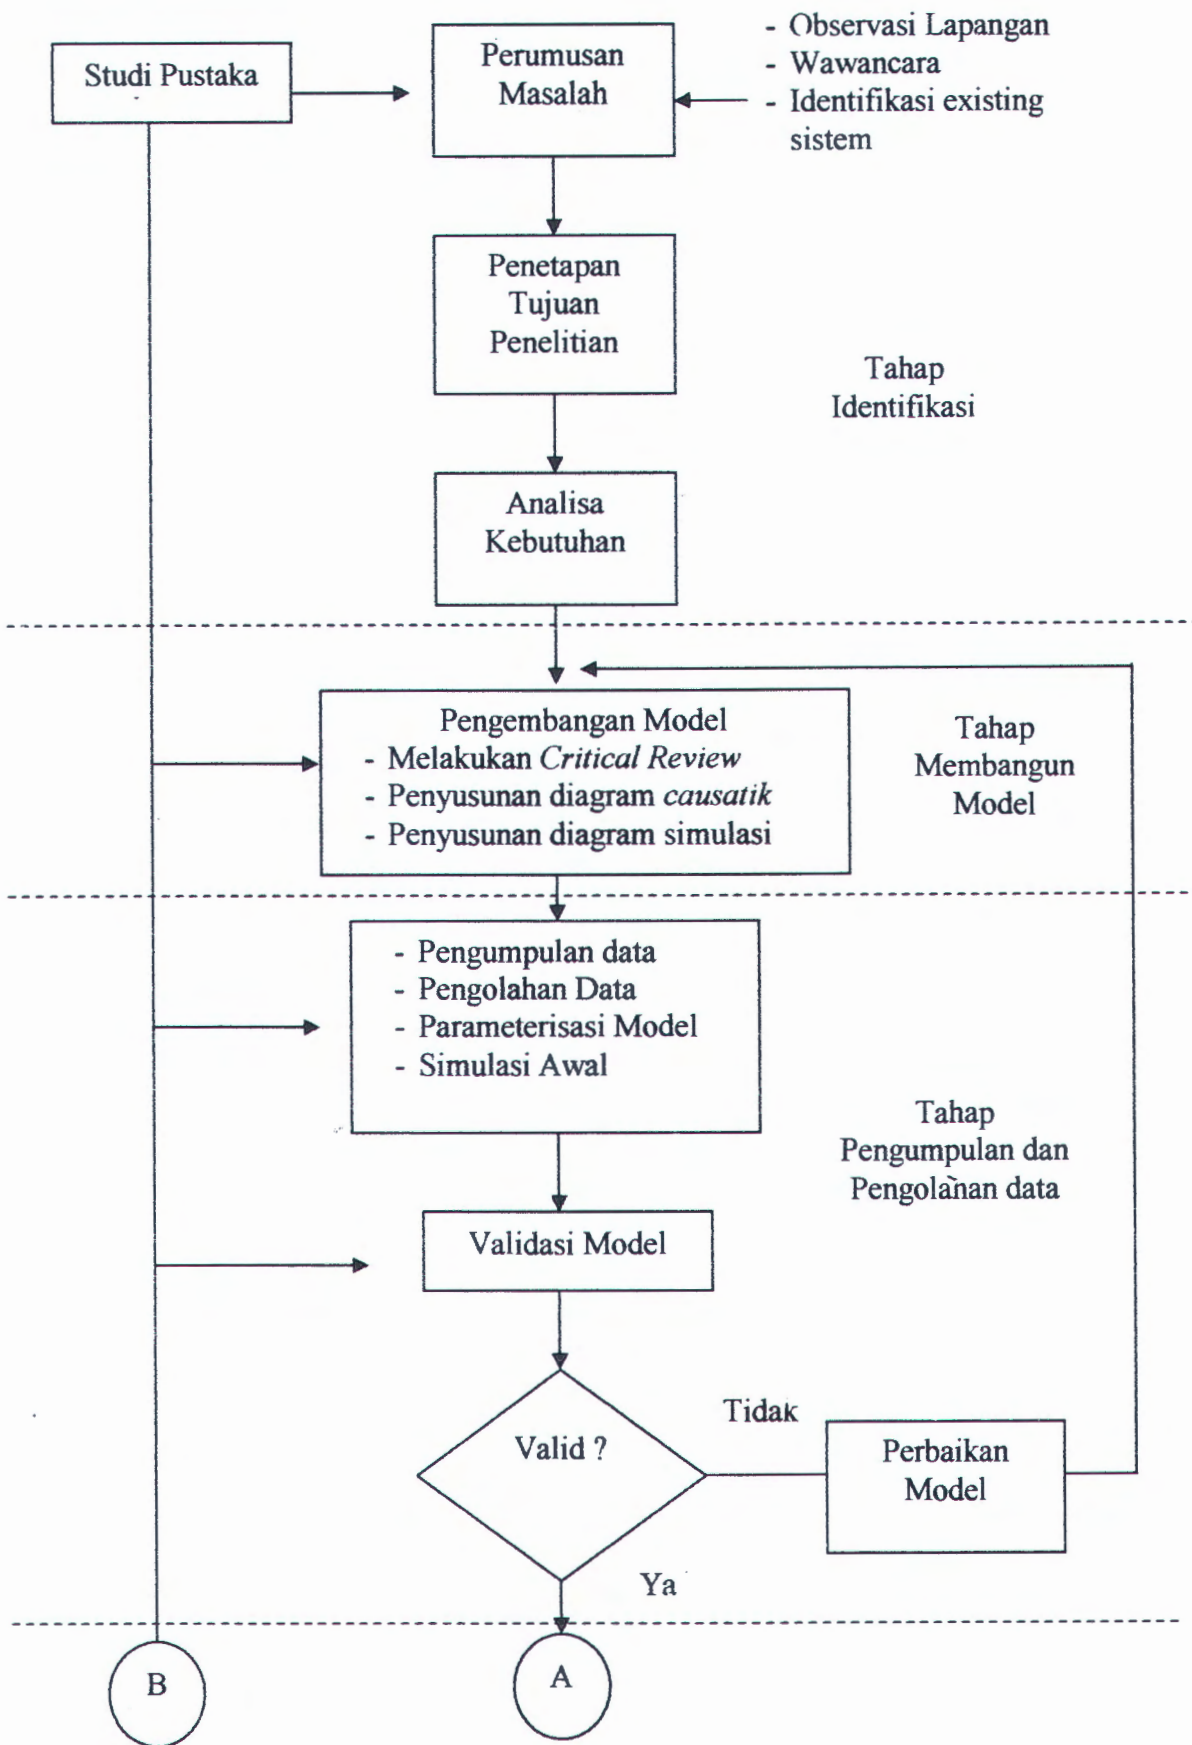 Studi Pustaka
Perumusan
Masalah
- Observasi Lapangan
- Wawancara
- Identifikasi existing
sistem
Penetapan
Tujuan
Penelitian
Tahap
Identifikasi
Analisa
Kebutuhan
Pengembangan Model
- Melakukan Critical Review
- Penyusunan diagram causatik
- Penyusunan diagram simulasi
Tahap
Membangun
Model
- Pengumpulan data
- Pengolahan Data
- Parameterisasi Model
- Simulasi Awal
Tahap
Pengumpulan dan
Pengolahan data
Validasi Model
Valid ?
Tidak
Perbaikan
Model
Ya
B
A